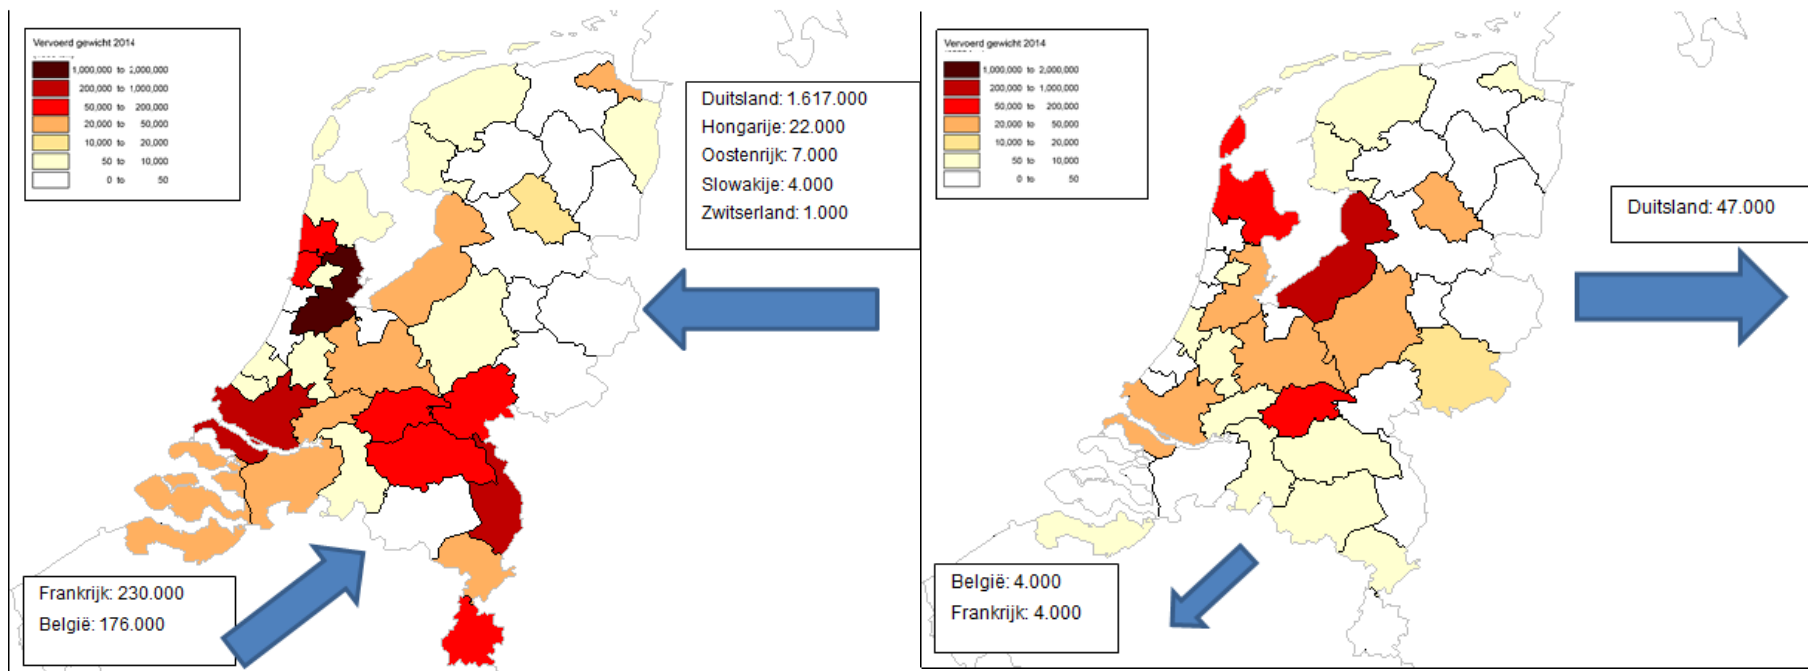 Vervoerd gewicht 2014
1,000,000 to 2,000,000
200,000 to 1,000,000
50,000 to 200,000
20,000 to 50,000
10,000 to 20,000
50 to 10,000
0 to 50
Duitsland: 1.617.000
Hongarije: 22.000
Oostenrijk: 7.000
Slowakije: 4.000
Zwitserland: 1.000
Frankrijk: 230.000
België: 176.000
Vervoerd gewicht 2014
1,000,000 to 2,000,000
200,000 to 1,000,000
50,000 to 200,000
20,000 to 50,000
10,000 to 20,000
50 to 10,000
0 to 50
Duitsland: 47.000
België: 4.000
Frankrijk: 4.000